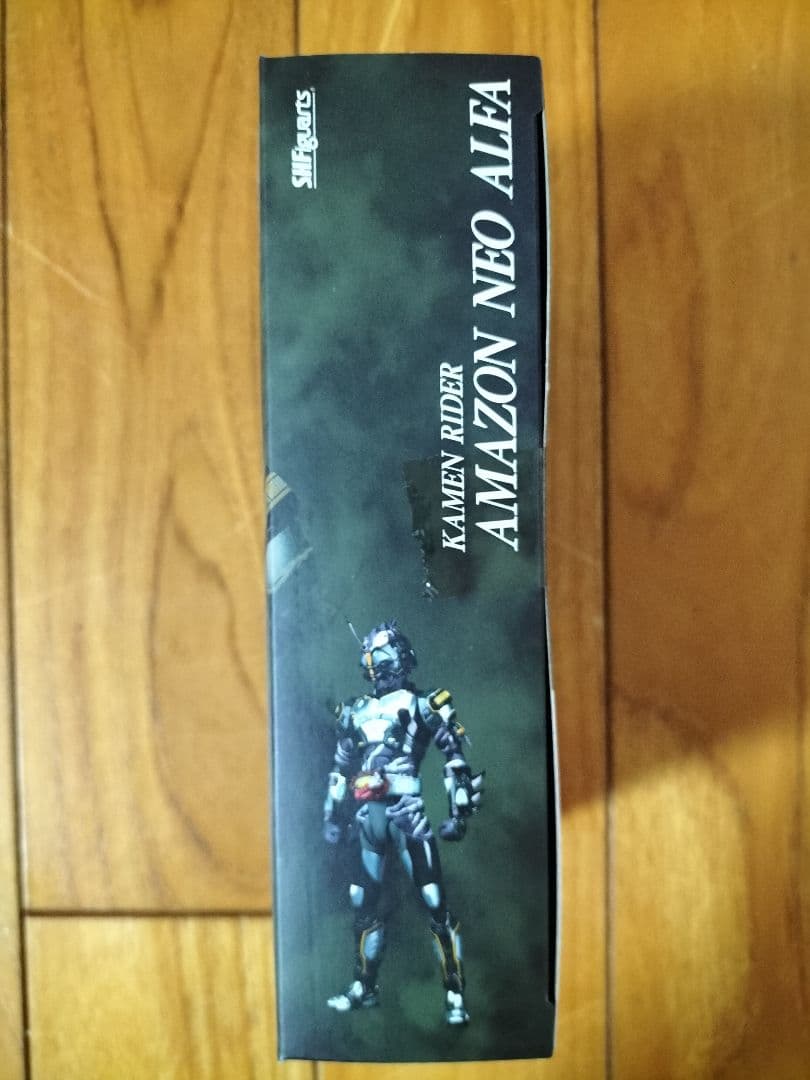 S.H.Figuarts
KAMEN RIDER
AMAZON NEO ALFA